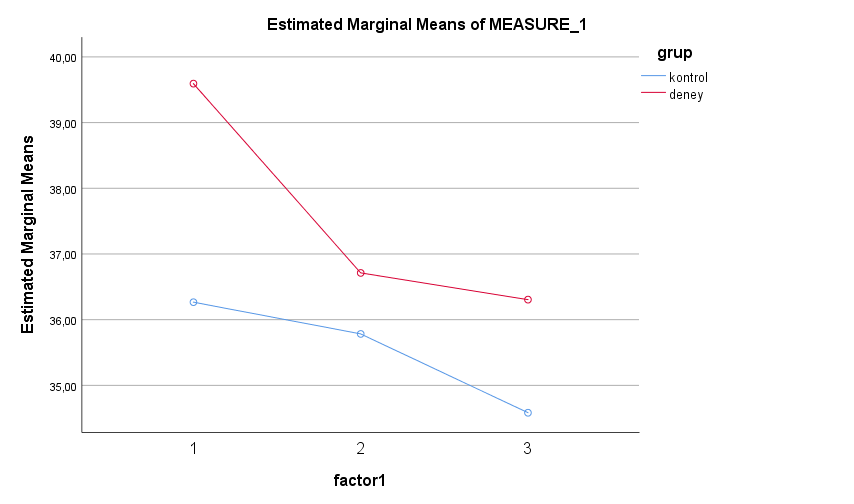 Estimated Marginal Means of MEASURE_1
grup
kontrol
deney
Estimated Marginal Means
40,00
39,00
38,00
37,00
36,00
35,00
1 2 3
factor1